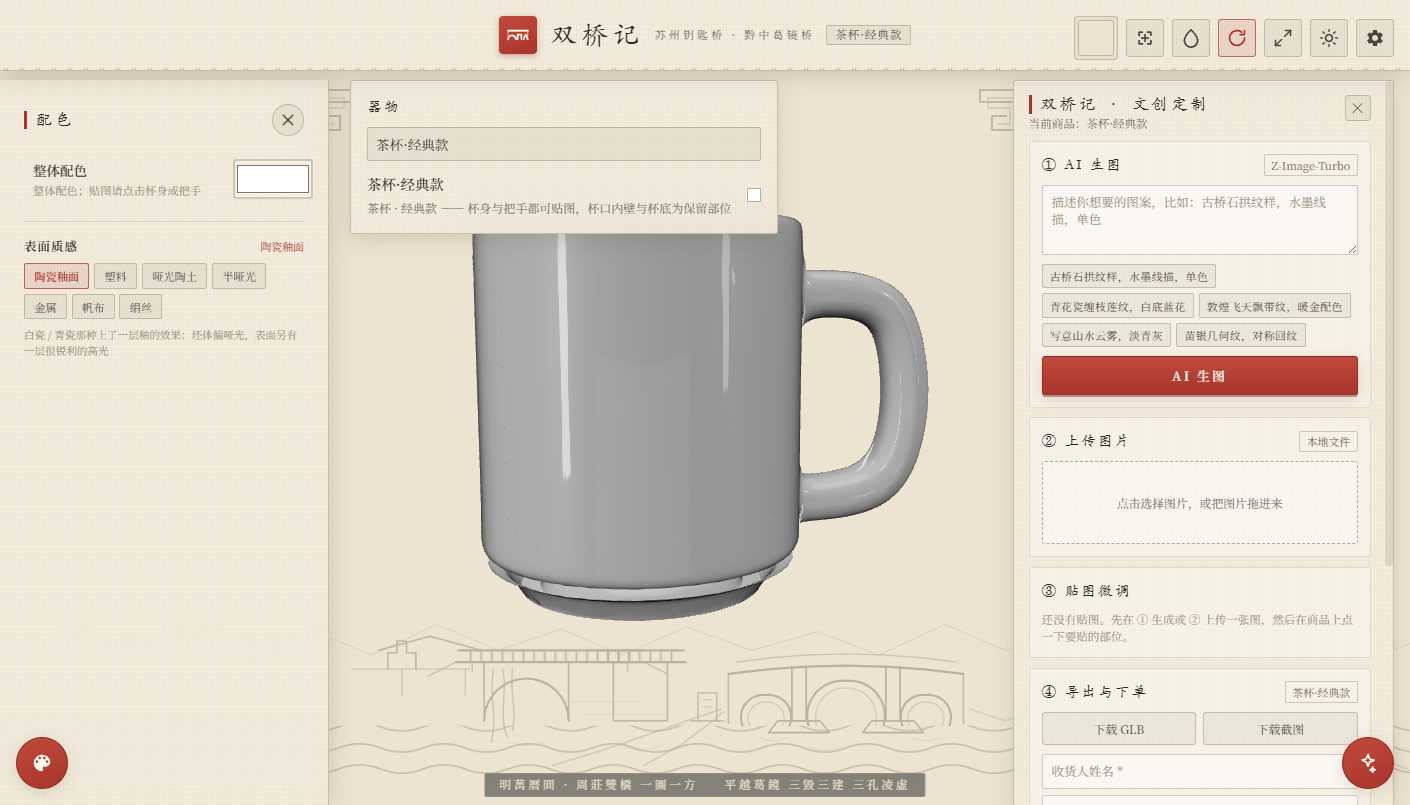 双桥记
苏州钥匙桥 · 黔中葛镜桥
茶杯·经典款
配色
整体配色
整体配色；贴图请点击杯身或把手
表面质感
陶瓷釉面
陶瓷釉面
塑料
哑光陶土
半哑光
金属
帆布
绢丝
白瓷 / 青瓷那种上了一层釉的效果：坯体偏哑光，表面另有
一层很锐利的高光
器物
茶杯·经典款
茶杯·经典款
茶杯 · 经典款 —— 杯身与把手都可贴图，杯口内壁与杯底为保留部位
双桥记 · 文创定制
当前商品：茶杯·经典款
① AI 生图
Z-Image-Turbo
描述你想要的图案，比如：古桥石拱纹样，水墨线
描，单色
古桥石拱纹样，水墨线描，单色
青花瓷缠枝莲纹，白底蓝花
敦煌飞天飘带纹，暖金配色
写意山水云雾，淡青灰
苗银几何纹，对称回纹
AI 生图
② 上传图片
本地文件
点击选择图片，或把图片拖进来
③ 贴图微调
还没有贴图。先在 ① 生成或 ② 上传一张图，然后在商品上点
一下要贴的部位。
④ 导出与下单
茶杯·经典款
下载 GLB
下载截图
收货人姓名 *
明萬曆間 · 周莊雙橋 一圓一方 平越葛鏡 三毀三建 三孔凌虛